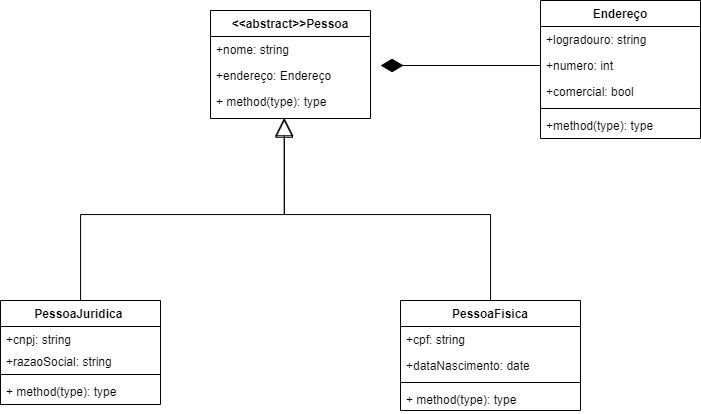 <<abstract>>Pessoa
+nome: string
+endereço: Endereço
+ method(type): type
Endereço
+logradouro: string
+numero: int
+comercial: bool
+method(type): type
PessoaJuridica
+cnpj: string
+razaoSocial: string
+ method(type): type
PessoaFisica
+cpf: string
+dataNascimento: date
+ method(type): type